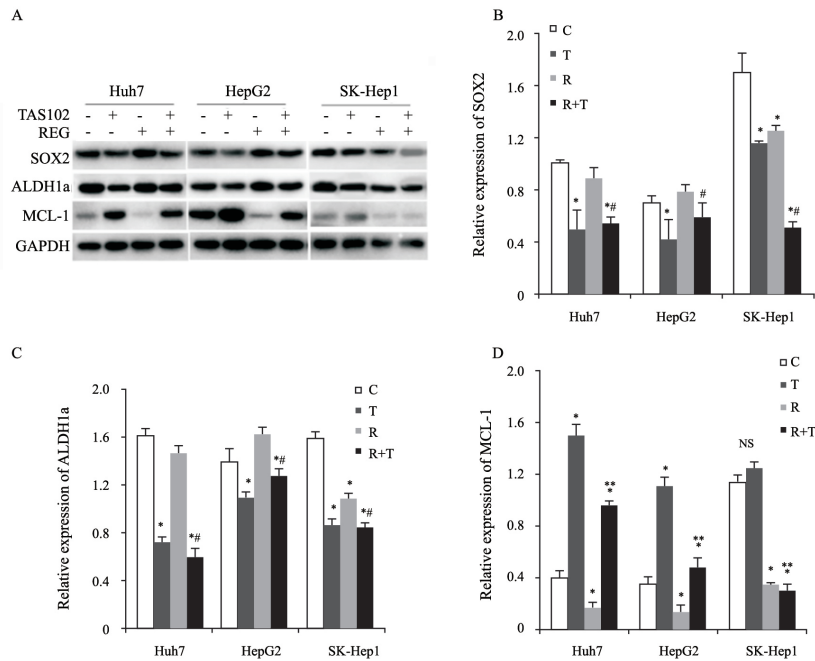 A
Huh7 HepG2 SK-Hep1
TAS102 - + - + - + - + - + - +
REG - - + + - - + + - - + +
SOX2
ALDH1a
MCL-1
GAPDH
B
Relative expression of SOX2
2.0
1.6
1.2
0.8
0.4
0
C
T
R
R+T
* *# * # * * *#
Huh7 HepG2 SK-Hep1
C
Relative expression of ALDH1a
2.0
1.6
1.2
0.8
0.4
0
C
T
R
R+T
* *# * *# * * *#
Huh7 HepG2 SK-Hep1
D
Relative expression of MCL-1
2.0
1.6
1.2
0.8
0.4
0
C
T
R
R+T
* * ** * * * ** * NS * ** *
Huh7 HepG2 SK-Hep1